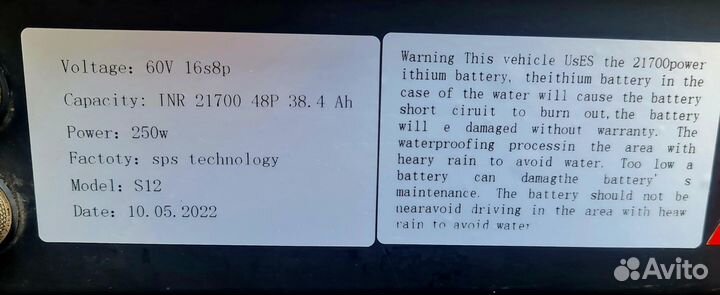 Voltage: 60V 16s8p
Capacity: INR 21700 48P 38.4 Ah
Power: 250w
Factoty: sps technology
Model: S12
Date: 10.05.2022
Warning This vehicle UsES the 21700power
ithium battery, theithium battery in the
case of the water will cause the battery
short ciruit to burn out, the battery
will e damaged without warranty. The
waterproofing processin the area with
heary rain to avoid water. Too low a
battery can damagthe battery' s
maintenance. The battery should not be
nearavoid driving in the area with heaw
rain to avoid water
Avito